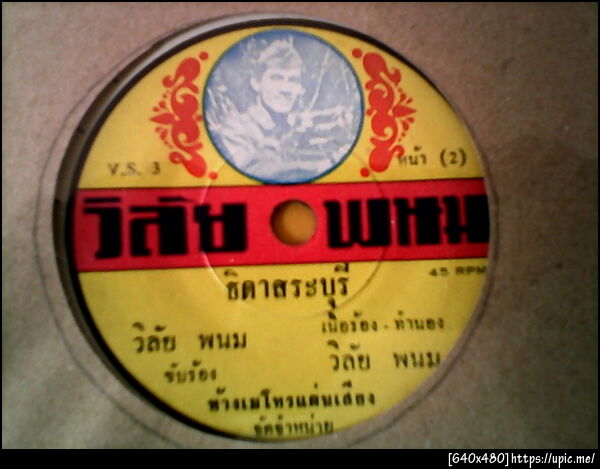 V.S. 3
หน้า (2)
วิลัย พนม
45 RPM
ธิดาสระบุรี
วิลัย พนม
ขับร้อง
เนื้อร้อง - ทำนอง
วิลัย พนม
ห้างเมโทรแผ่นเสียง
จัดจำหน่าย
[640x480]https://upic.me/